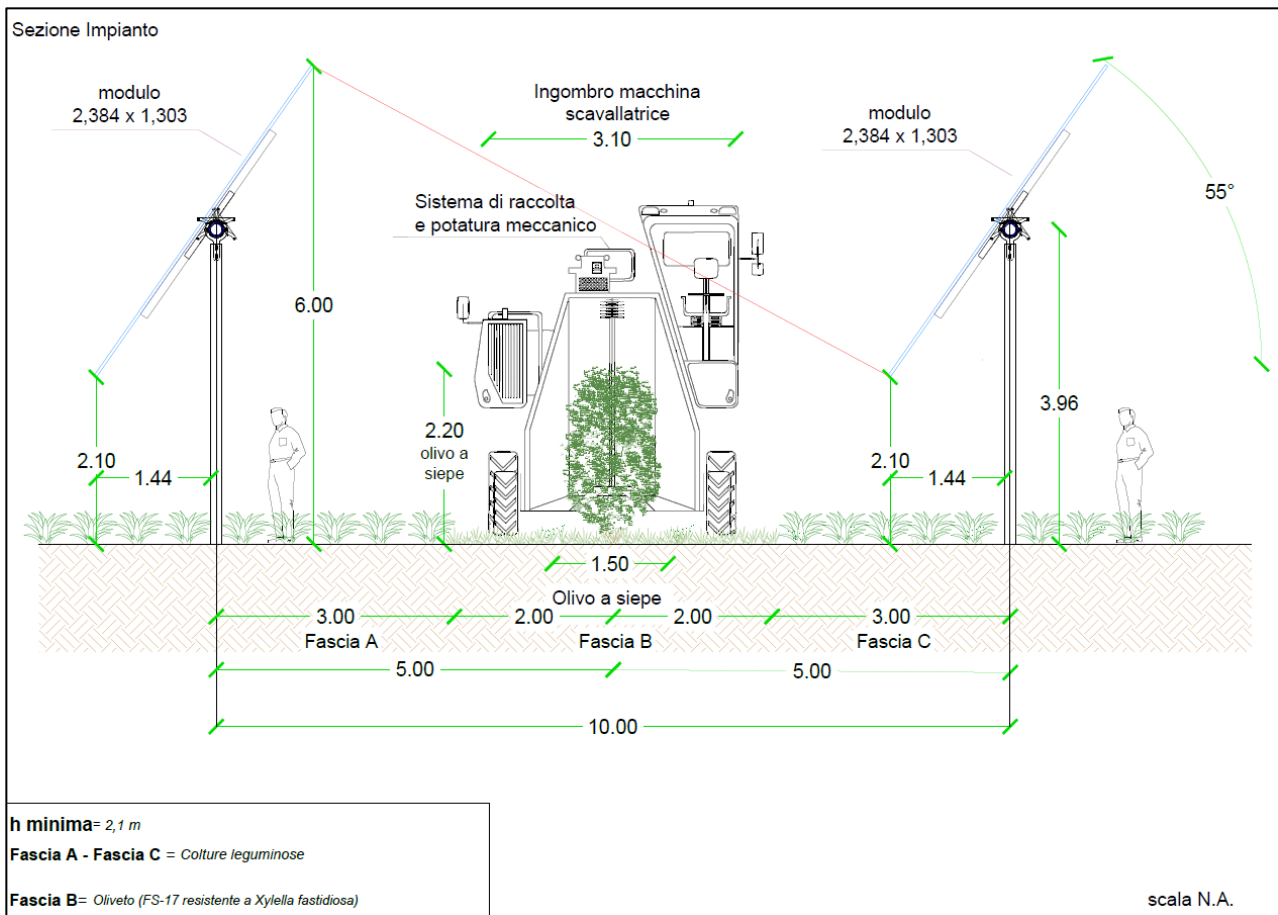 Sezione Impianto
modulo
2,384 x 1,303
Ingombro macchina
scavallatrice
3.10
modulo
2,384 x 1,303
55°
Sistema di raccolta
e potatura meccanico
6.00
3.96
2.20
olivo a
siepe
2.10
1.44
2.10
1.44
1.50
Olivo a siepe
3.00
2.00
2.00
3.00
Fascia A
Fascia B
Fascia C
5.00
5.00
10.00
h minima= 2,1 m
Fascia A - Fascia C = Colture leguminose
Fascia B= Oliveto (FS-17 resistente a Xylella fastidiosa)
scala N.A.